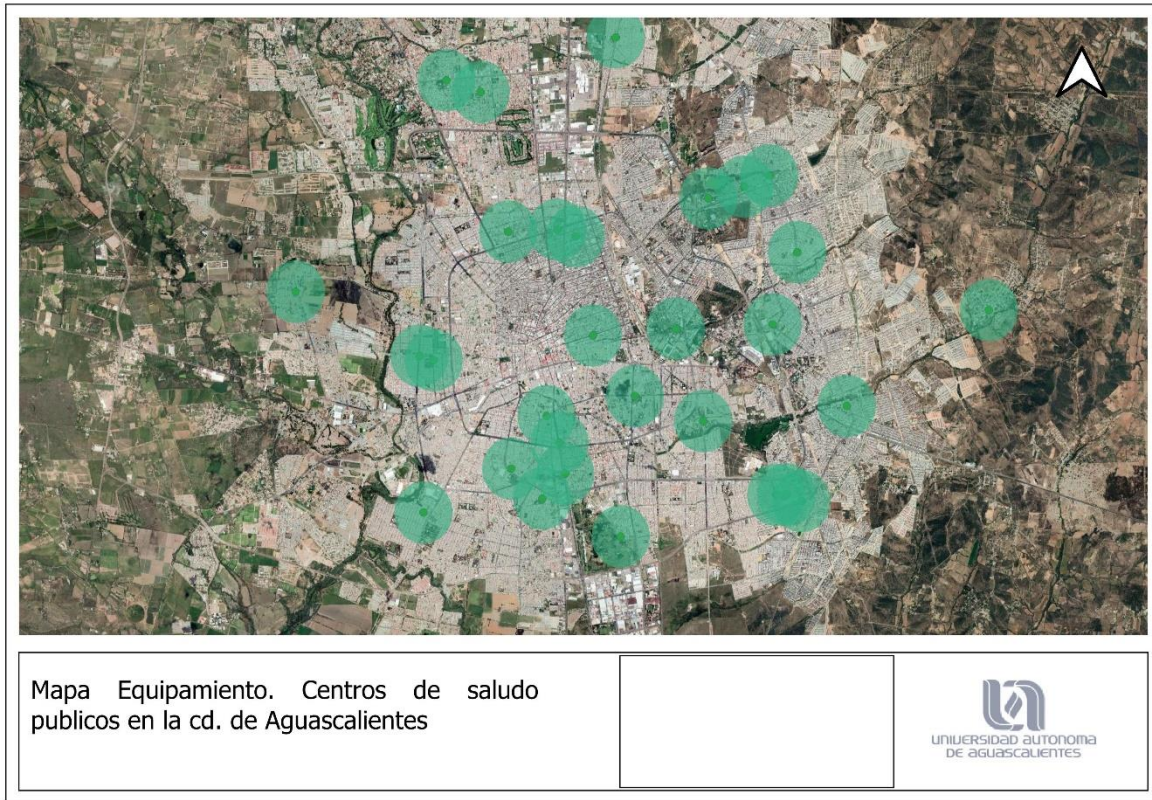 Mapa Equipamiento. Centros de saludo
publicos en la cd. de Aguascalientes
UNIVERSIDAD AUTONOMA
DE AGUASCALIENTES